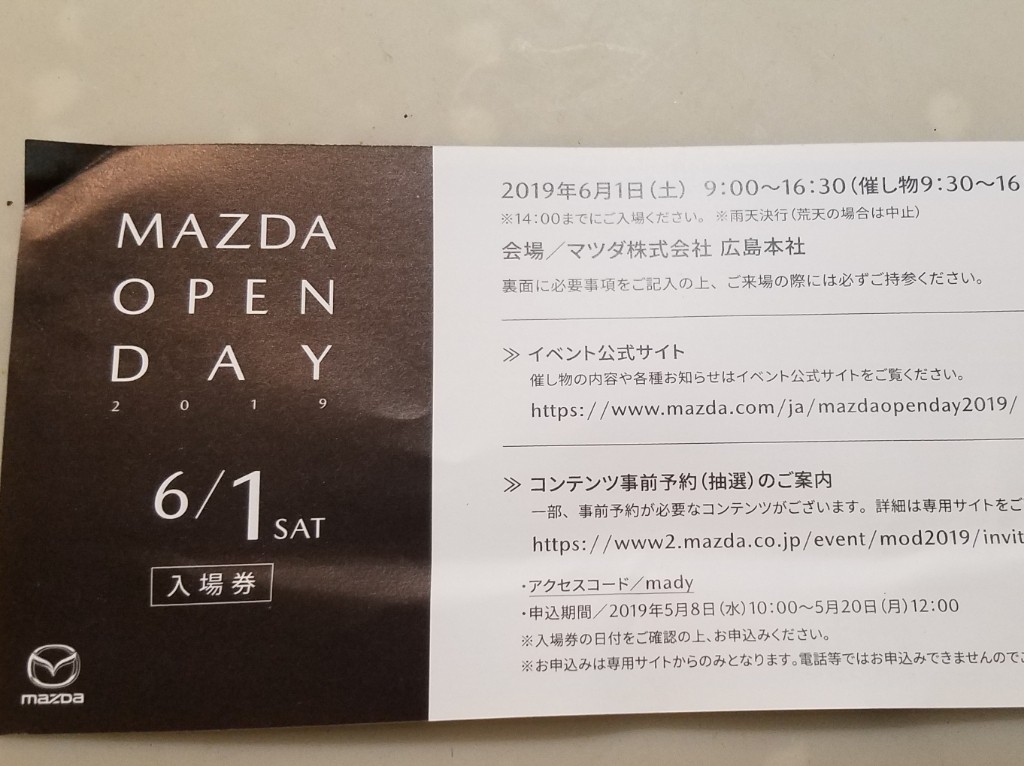 MAZDA
OPEN
DAY
2019
6/1 SAT
入場券
mazda
2019年6月1日(土) 9:00~16:30(催し物9:30~16
※14:00までにご入場ください。 ※雨天決行(荒天の場合は中止)
会場/マツダ株式会社 広島本社
裏面に必要事項をご記入の上、ご来場の際には必ずご持参ください。
≫ イベント公式サイト
催し物の内容や各種お知らせはイベント公式サイトをご覧ください。
https://www.mazda.com/ja/mazdaopenday2019/
≫ コンテンツ事前予約(抽選)のご案内
一部、事前予約が必要なコンテンツがございます。詳細は専用サイトをご
https://www2.mazda.co.jp/event/mod2019/invit
・アクセスコード/mady
・申込期間/2019年5月8日(水)10:00~5月20日(月)12:00
※入場券の日付をご確認の上、お申込みください。
※お申込みは専用サイトからのみとなります。電話等ではお申込みできませんのでご